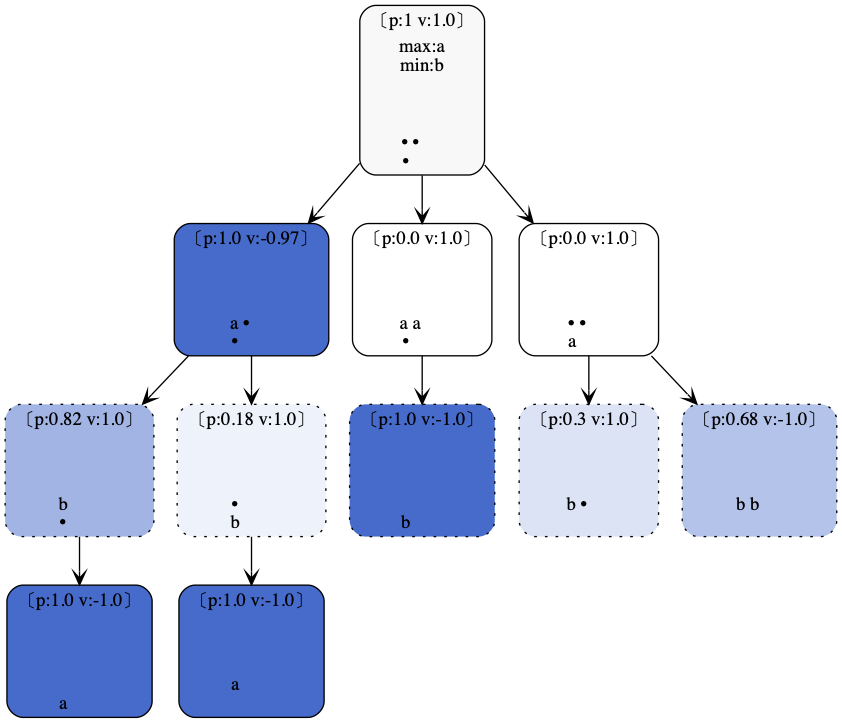 〔p:1 v:1.0〕
max:a
min:b
• •
•
〔p:1.0 v:-0.97〕
a •
•
〔p:0.0 v:1.0〕
a a
•
〔p:0.0 v:1.0〕
• •
a
〔p:0.82 v:1.0〕
b
•
〔p:0.18 v:1.0〕
•
b
〔p:1.0 v:-1.0〕
b
〔p:0.3 v:1.0〕
b •
〔p:0.68 v:-1.0〕
b b
〔p:1.0 v:-1.0〕
a
〔p:1.0 v:-1.0〕
a